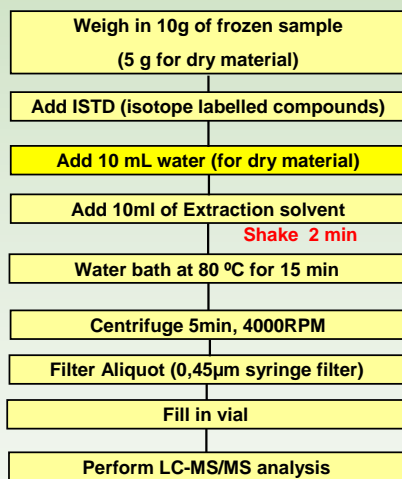 Weigh in 10g of frozen sample
(5 g for dry material)
Add ISTD (isotope labelled compounds)
Add 10 mL water (for dry material)
Add 10ml of Extraction solvent
Shake 2 min
Water bath at 80 ºC for 15 min
Centrifuge 5min, 4000RPM
Filter Aliquot (0,45µm syringe filter)
Fill in vial
Perform LC-MS/MS analysis